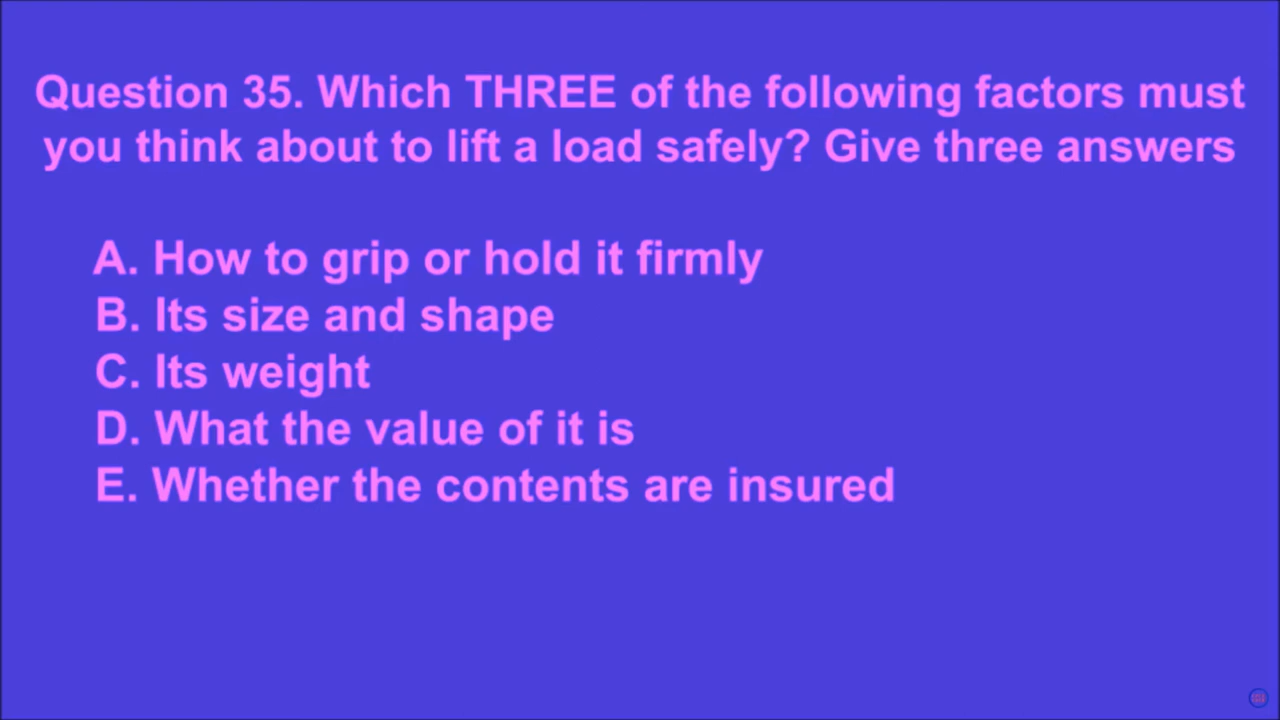 Question 35. Which THREE of the following factors must
you think about to lift a load safely? Give three answers
A. How to grip or hold it firmly
B. Its size and shape
C. Its weight
D. What the value of it is
E. Whether the contents are insured